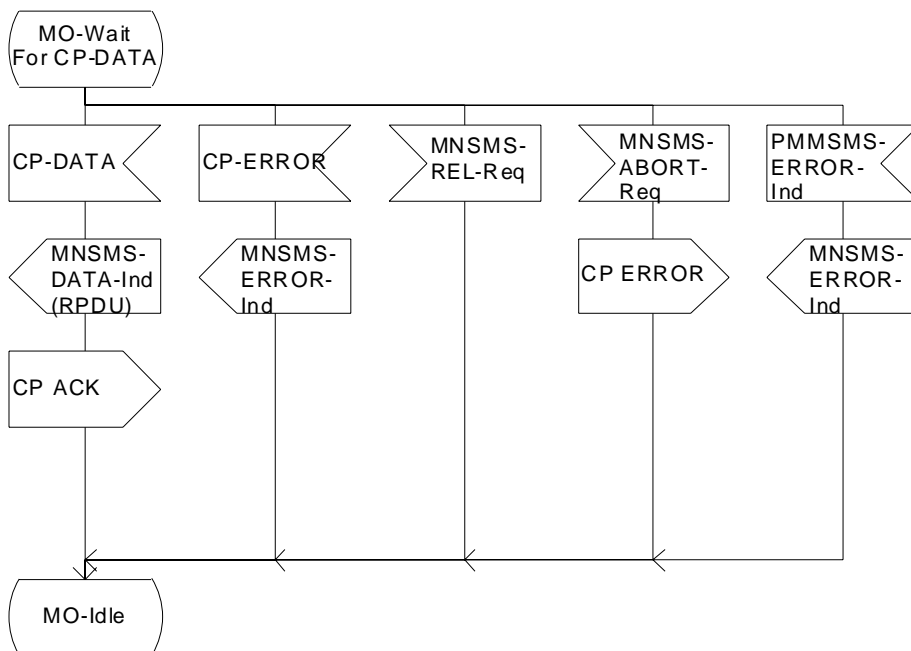 MO-Wait
For CP-DATA
CP-DATA
CP-ERROR
MNSMS-
REL-Req
MNSMS-
ABORT-
Req
PMMSMS-
ERROR-
Ind
MNSMS-
DATA-Ind
(RPDU)
MNSMS-
ERROR-
Ind
CP ERROR
MNSMS-
ERROR-
Ind
CP ACK
MO-Idle